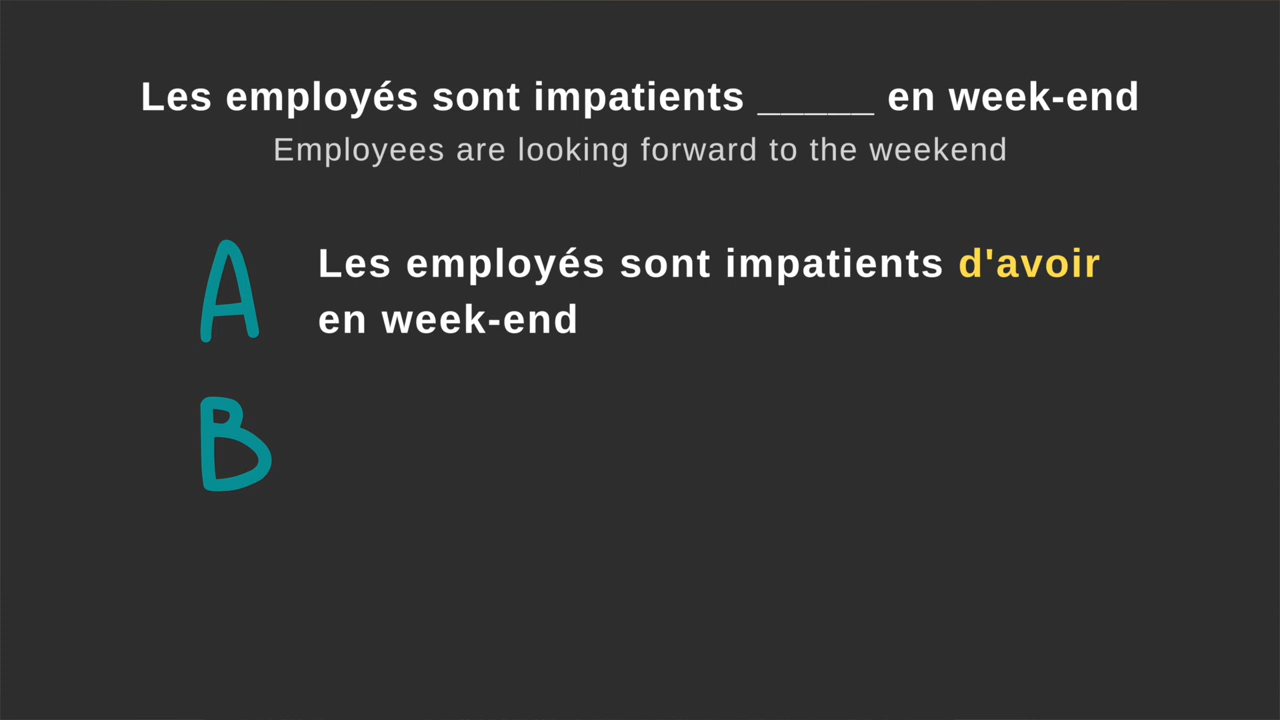 Les employés sont impatients _____ en week-end
Employees are looking forward to the weekend
A
Les employés sont impatients d'avoir
en week-end
B